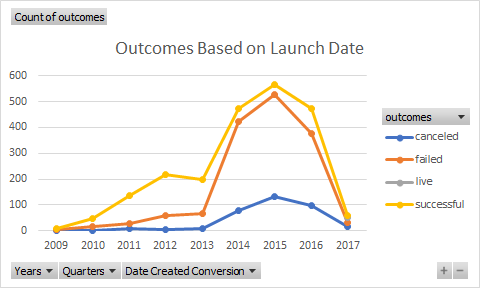 Count of outcomes
Outcomes Based on Launch Date
600
500
400
300
200
100
0
2009 2010 2011 2012 2013 2014 2015 2016 2017
outcomes
canceled
failed
live
successful
Years Quarters Date Created Conversion
+ −